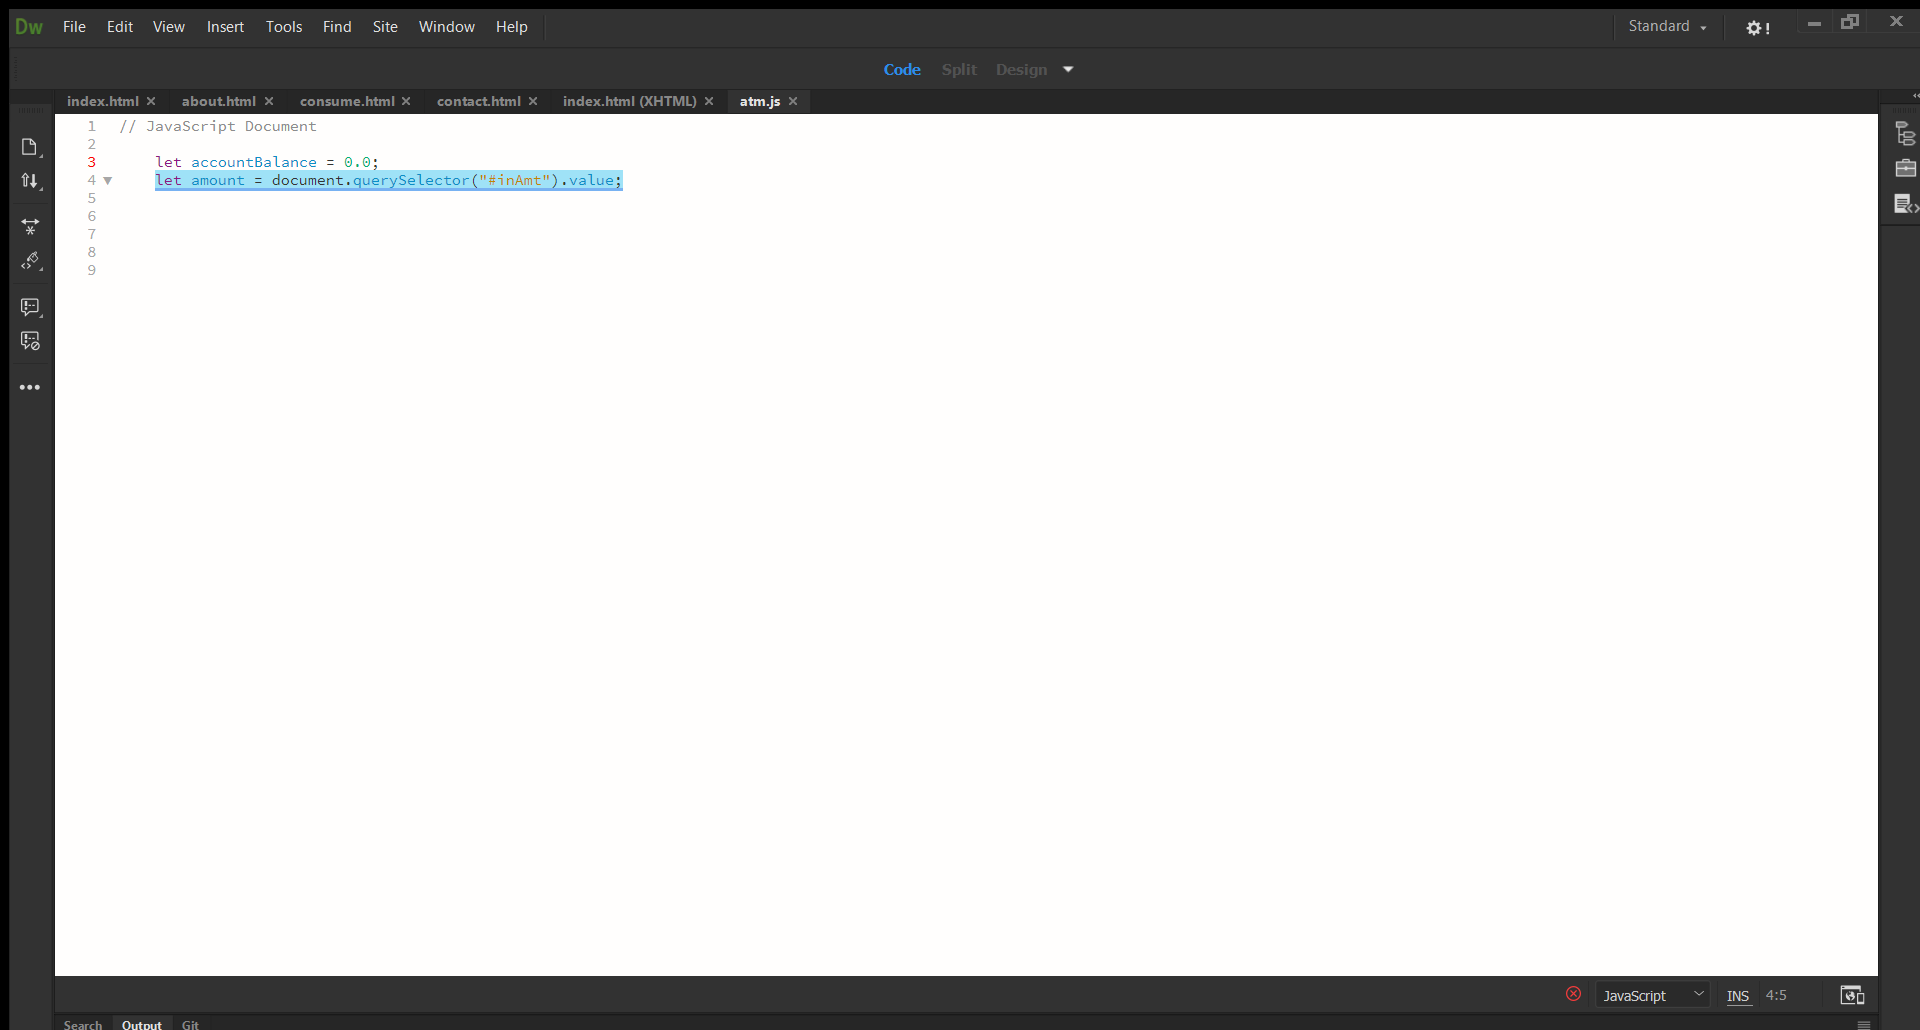 Dw File Edit View Insert Tools Find Site Window Help Standard !
Code Split Design
index.html about.html consume.html contact.html index.html (XHTML) atm.js
1 // JavaScript Document
2
3 let accountBalance = 0.0;
4 let amount = document.querySelector("#inAmt").value;
5
6
7
8
9
JavaScript INS 4:5
Search Output Git